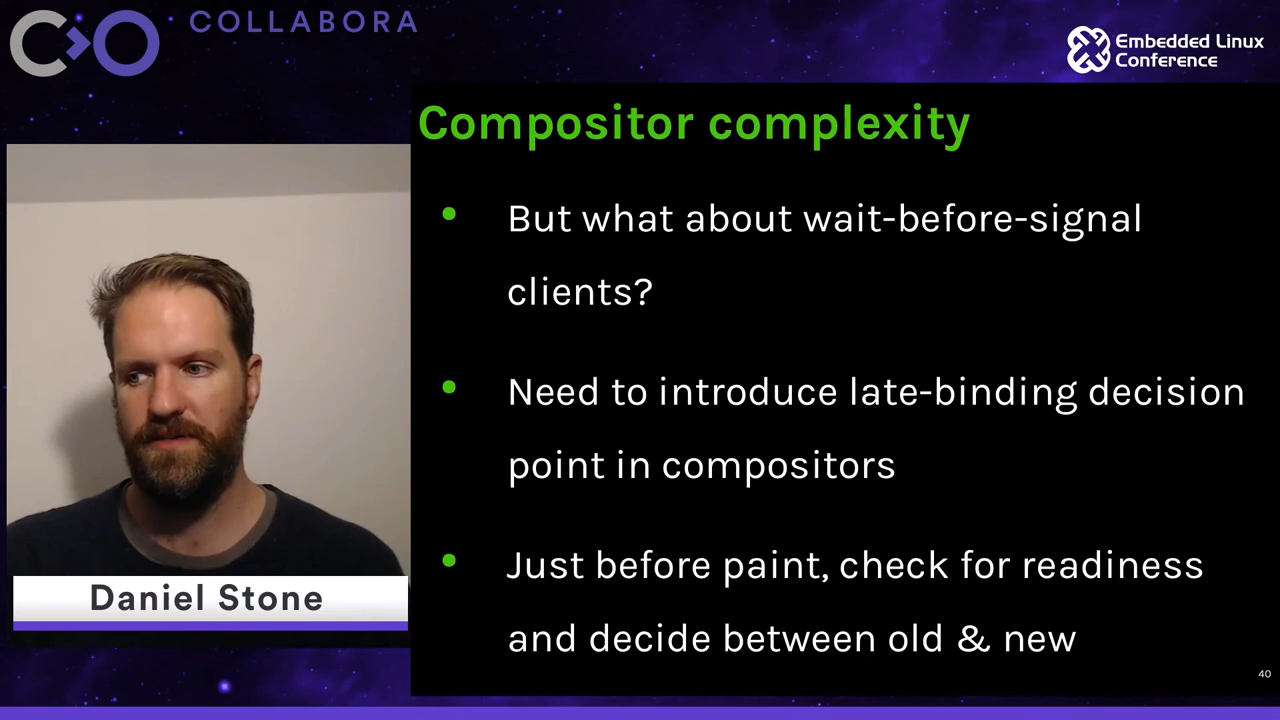 COLLABORA
Embedded Linux
Conference
Compositor complexity
But what about wait-before-signal
clients?
Need to introduce late-binding decision
point in compositors
Just before paint, check for readiness
and decide between old & new
Daniel Stone
40